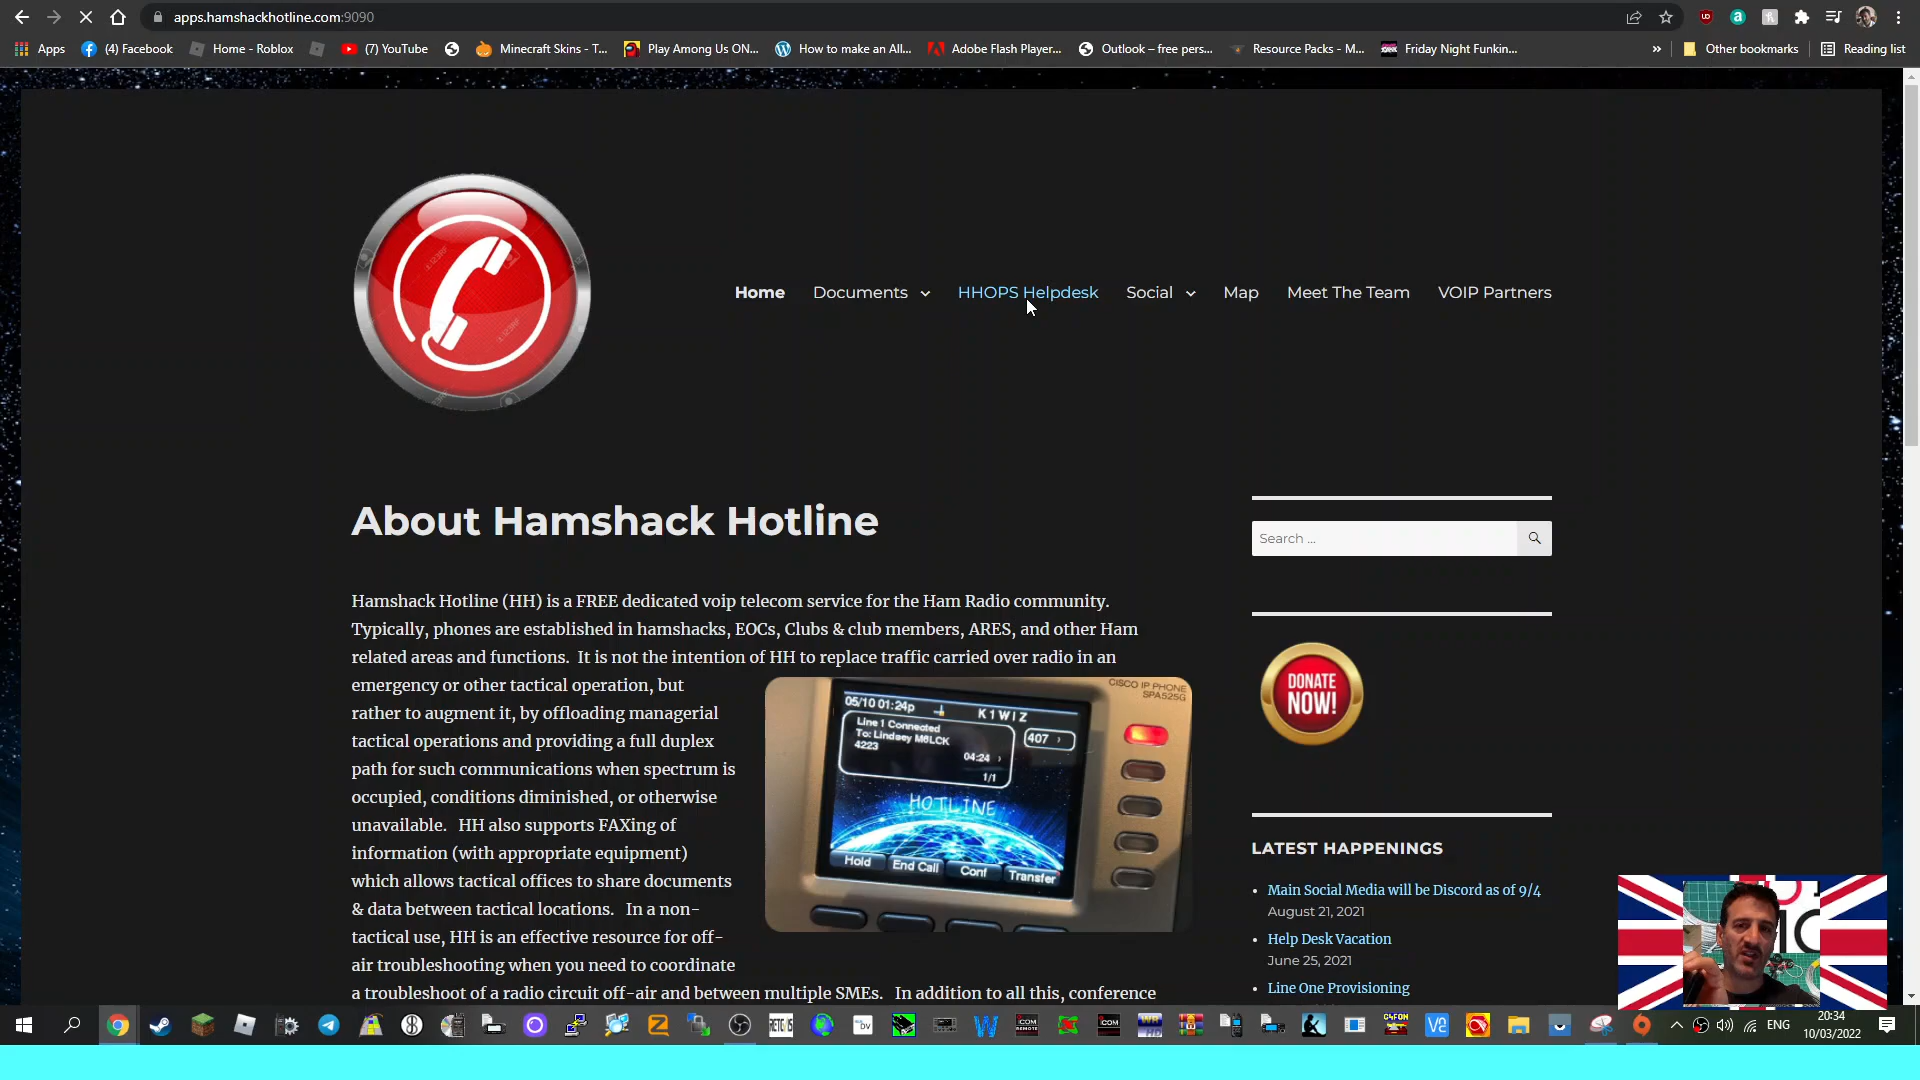 apps.hamshackhotline.com:9090
Apps
(4) Facebook
Home - Roblox
(7) YouTube
Minecraft Skins - T...
Play Among Us ON...
How to make an All...
Adobe Flash Player...
Outlook – free pers...
Resource Packs - M...
Friday Night Funkin...
»
Other bookmarks
Reading list
Home
Documents
HHOPS Helpdesk
Social
Map
Meet The Team
VOIP Partners
About Hamshack Hotline
Search ...
Hamshack Hotline (HH) is a FREE dedicated voip telecom service for the Ham Radio community.
Typically, phones are established in hamshacks, EOCs, Clubs & club members, ARES, and other Ham
related areas and functions. It is not the intention of HH to replace traffic carried over radio in an
emergency or other tactical operation, but
rather to augment it, by offloading managerial
tactical operations and providing a full duplex
path for such communications when spectrum is
occupied, conditions diminished, or otherwise
unavailable. HH also supports FAXing of
information (with appropriate equipment)
which allows tactical offices to share documents
& data between tactical locations. In a non-
tactical use, HH is an effective resource for off-
air troubleshooting when you need to coordinate
a troubleshoot of a radio circuit off-air and between multiple SMEs. In addition to all this, conference
CISCO IP PHONE
SPA525G
05/10 01:24p
K1WIZ
Line 1 Connected
To: Lindsey M6LCK
4223
04:24
1/1
407
HOTLINE
Hold
End Call
Conf
Transfer
DONATE
NOW!
LATEST HAPPENINGS
Main Social Media will be Discord as of 9/4
August 21, 2021
Help Desk Vacation
June 25, 2021
Line One Provisioning
ENG
20:34
10/03/2022